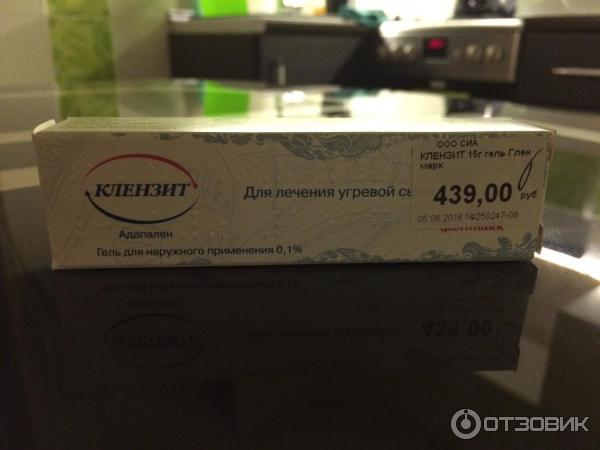 КЛЕНЗИТ
Адапален
Гель для наружного применения 0,1%
Для лечения угревой сы
ООО СИА
КЛЕНЗИТ 15г гель Глен
марк
439,00 руб
05.06.2016 №250247-08
glenmark
ОТЗОВИК